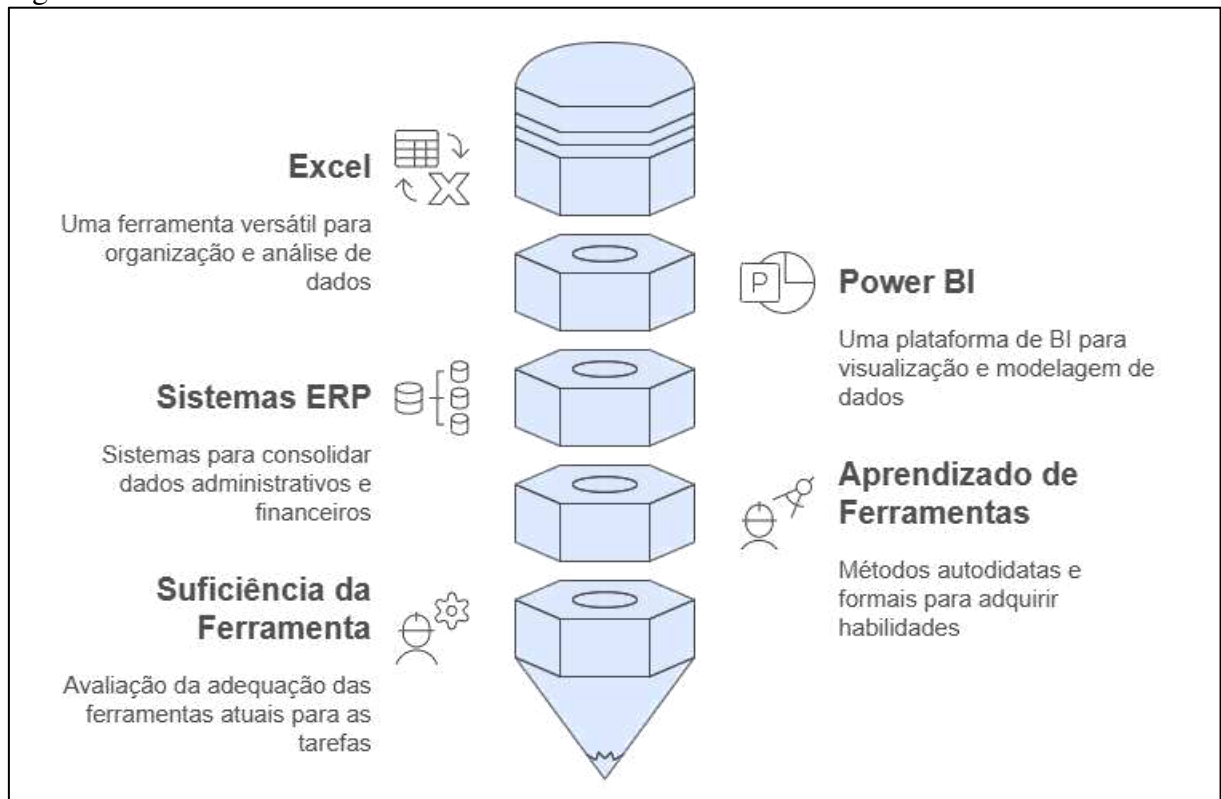 Excel
Uma ferramenta versátil para
organização e análise de
dados
P
Power BI
Uma plataforma de BI para
visualização e modelagem de
dados
Sistemas ERP
Sistemas para consolidar
dados administrativos e
financeiros
Aprendizado de
Ferramentas
Métodos autodidatas e
formais para adquirir
habilidades
Suficiência da
Ferramenta
Avaliação da adequação das
ferramentas atuais para as
tarefas